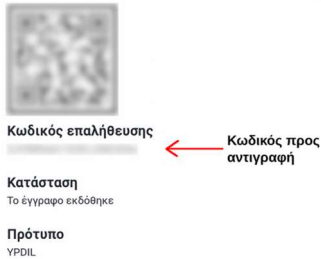 Κωδικός επαλήθευσης
Κωδικός προς
αντιγραφή
Κατάσταση
Το έγγραφο εκδόθηκε
Πρότυπο
YPDIL